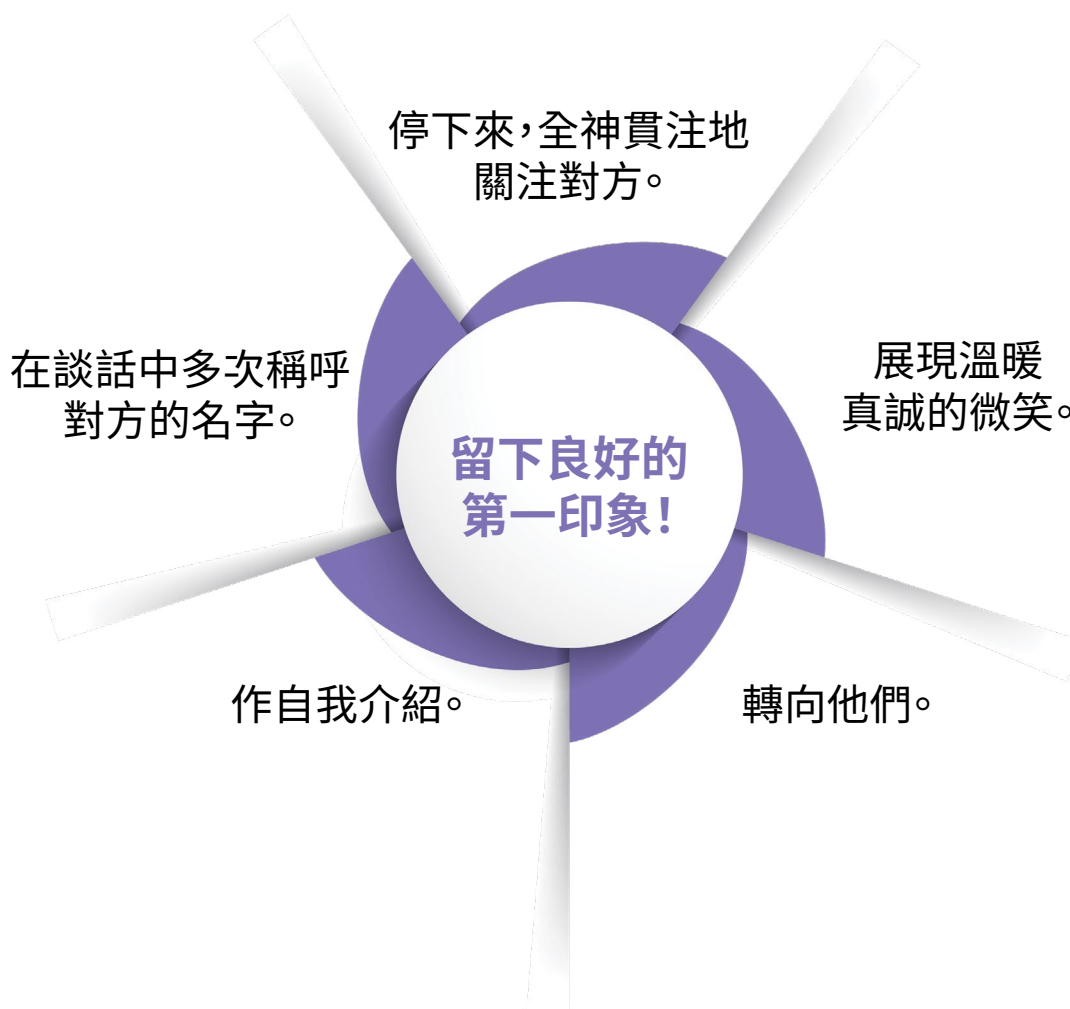 停下來，全神貫注地
關注對方。
展現溫暖
真誠的微笑。
轉向他們。
作自我介紹。
在談話中多次稱呼
對方的名字。
留下良好的
第一印象！